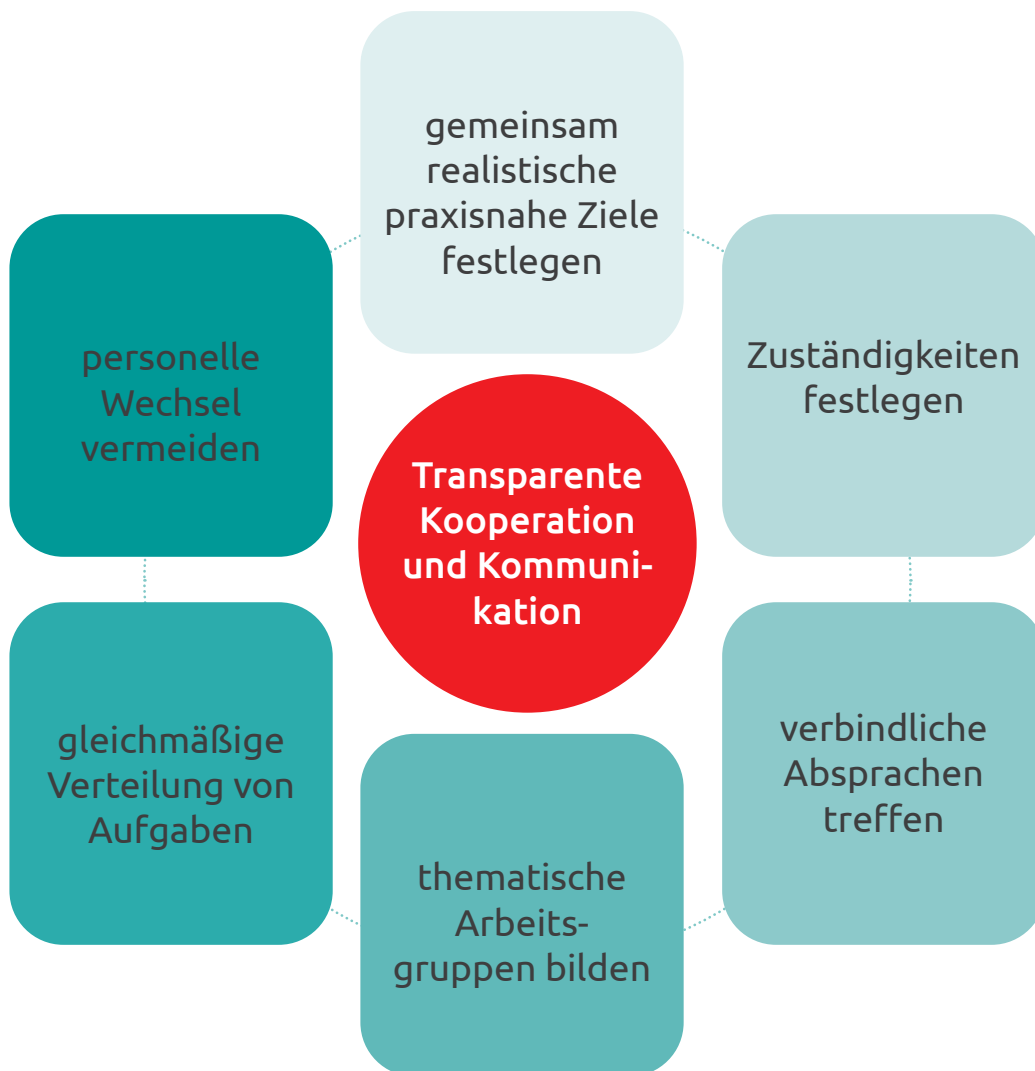 gemeinsam
realistische
praxisnahe Ziele
festlegen
Zuständigkeiten
festlegen
verbindliche
Absprachen
treffen
thematische
Arbeits-
gruppen bilden
gleichmäßige
Verteilung von
Aufgaben
personelle
Wechsel
vermeiden
Transparente
Kooperation
und Kommuni-
kation